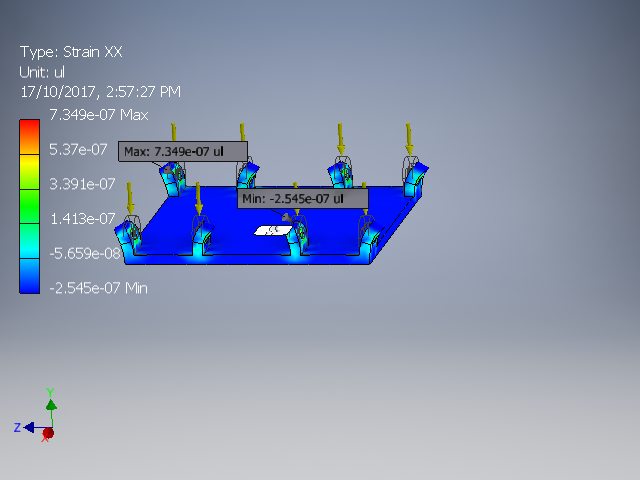 Type: Strain XX
Unit: ul
17/10/2017, 2:57:27 PM
7.349e-07 Max
5.37e-07
3.391e-07
1.413e-07
-5.659e-08
-2.545e-07 Min
Max: 7.349e-07 ul
Min: -2.545e-07 ul
Y
Z
X